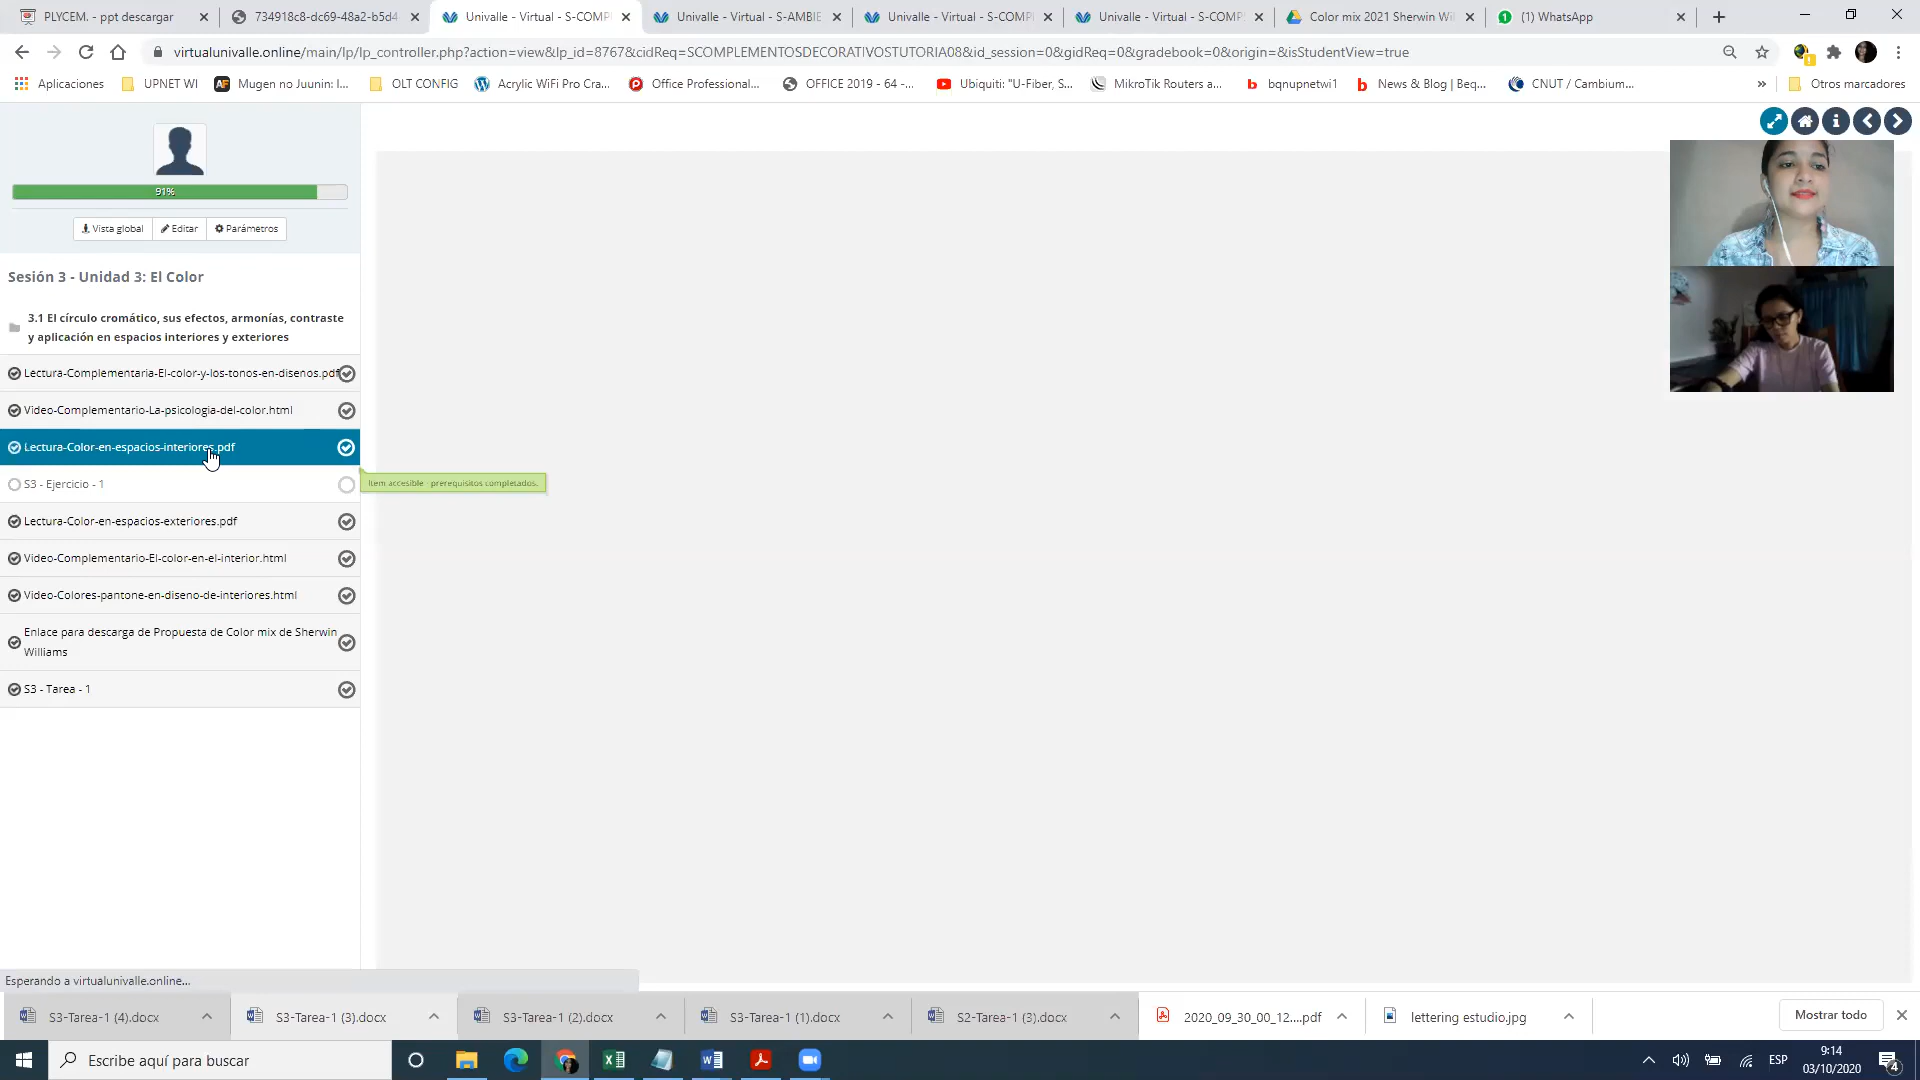 PLYCEM. - ppt descargar
734918c8-dc69-48a2-b5d4
Univalle - Virtual - S-COMPL
Univalle - Virtual - S-AMBIE
Univalle - Virtual - S-COMPL
Univalle - Virtual - S-COMPL
Color mix 2021 Sherwin Wil
(1) WhatsApp
virtualunivalle.online/main/lp/lp_controller.php?action=view&lp_id=8767&cidReq=SCOMPLEMENTOSDECORATIVOSTUTORIA08&id_session=0&gidReq=0&gradebook=0&origin=&isStudentView=true
Aplicaciones
UPNET WI
Mugen no Juunin: I...
OLT CONFIG
Acrylic WiFi Pro Cra...
Office Professional...
OFFICE 2019 - 64 -...
Ubiquiti: "U-Fiber, S...
MikroTik Routers a...
bqnupnetwi1
News & Blog | Beq...
CNUT / Cambium...
»
Otros marcadores
91%
Vista global
Editar
Parámetros
Sesión 3 - Unidad 3: El Color
3.1 El círculo cromático, sus efectos, armonías, contraste
y aplicación en espacios interiores y exteriores
Lectura-Complementaria-El-color-y-los-tonos-en-disenos.pdf
Video-Complementario-La-psicologia-del-color.html
Lectura-Color-en-espacios-interiores.pdf
S3 - Ejercicio - 1
Item accesible - prerequisitos completados.
Lectura-Color-en-espacios-exteriores.pdf
Video-Complementario-El-color-en-el-interior.html
Video-Colores-pantone-en-diseno-de-interiores.html
Enlace para descarga de Propuesta de Color mix de Sherwin
Williams
S3 - Tarea - 1
Esperando a virtualunivalle.online...
S3-Tarea-1 (4).docx
S3-Tarea-1 (3).docx
S3-Tarea-1 (2).docx
S3-Tarea-1 (1).docx
S2-Tarea-1 (3).docx
2020_09_30_00_12....pdf
lettering estudio.jpg
Mostrar todo
Escribe aquí para buscar
ESP
9:14
03/10/2020
4